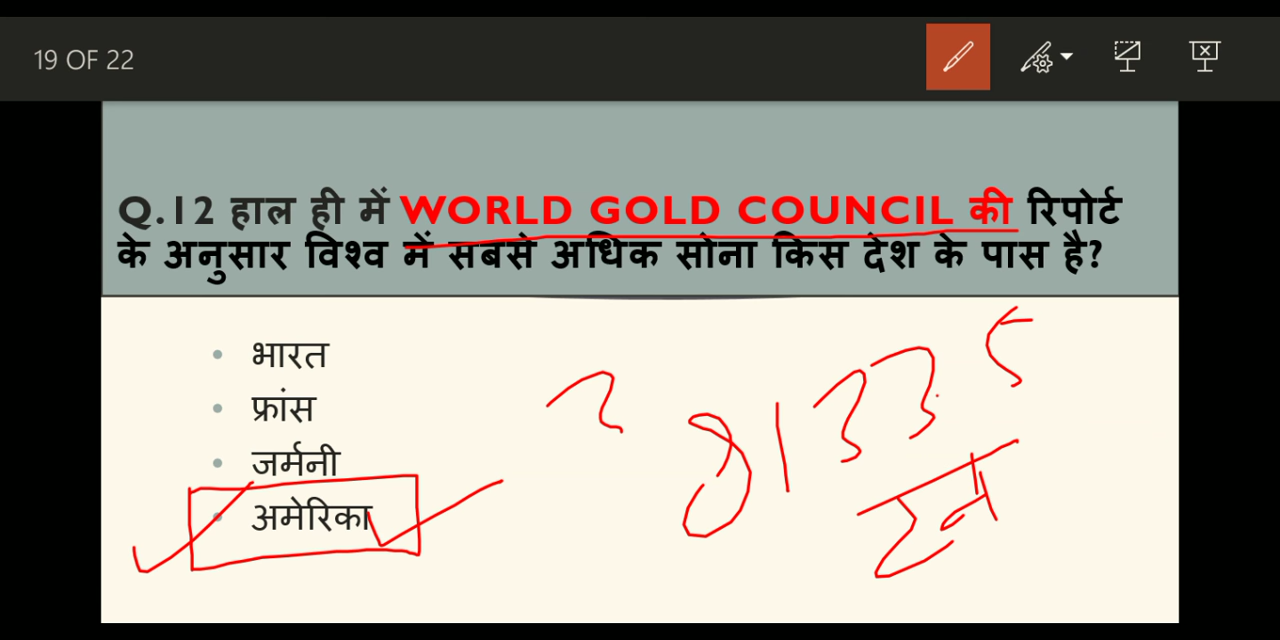 19 OF 22
Q.12 हाल ही में WORLD GOLD COUNCIL की रिपोर्ट
के अनुसार विश्व में सबसे अधिक सोना किस देश के पास है?
• भारत
• फ्रांस
• जर्मनी
• अमेरिका
8133.5
टन